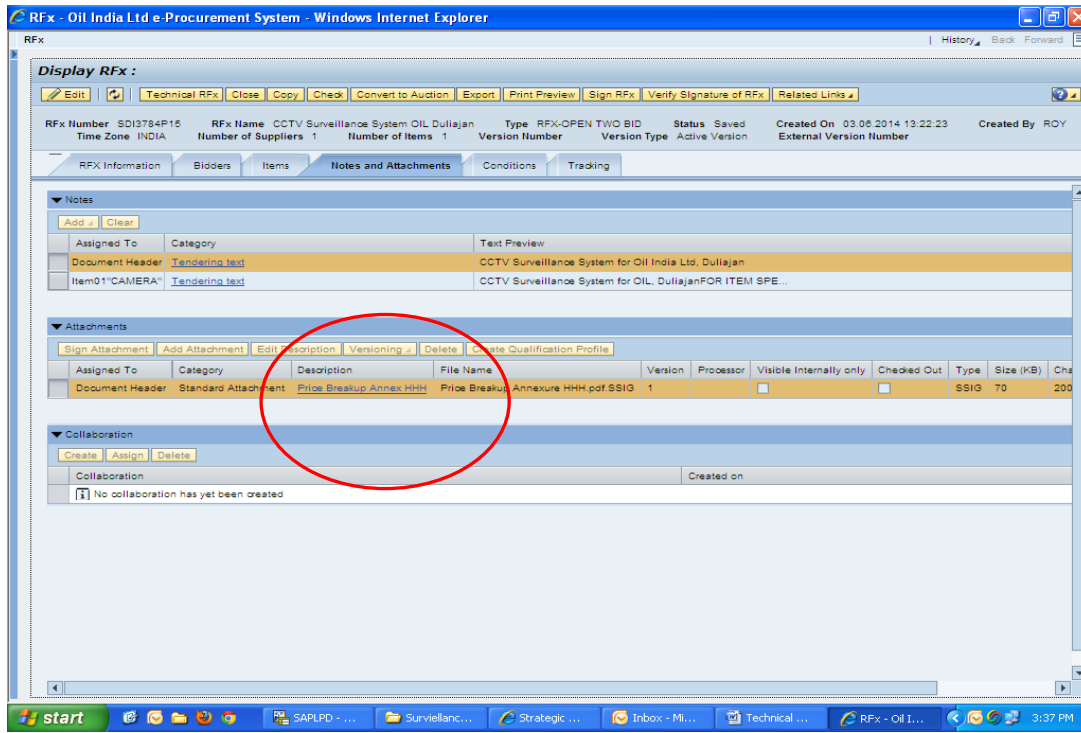 RFx - Oil India Ltd e-Procurement System - Windows Internet Explorer
RFx | History Back Forward
Display RFx :
Edit | Technical RFx Close Copy Check Convert to Auction Export Print Preview Sign RFx Verify Signature of RFx Related Links
RFx Number SDI3784P15 RFx Name CCTV Surveillance System OIL Duliajan Type RFX-OPEN TWO BID Status Saved Created On 03.06.2014 13:22:23 Created By ROY
Time Zone INDIA Number of Suppliers 1 Number of Items 1 Version Number Version Type Active Version External Version Number
RFX Information Bidders Items Notes and Attachments Conditions Tracking
Notes
Add Clear
Assigned To Category Text Preview
Document Header Tendering text CCTV Surveillance System for Oil India Ltd, Duliajan
Item01"CAMERA" Tendering text CCTV Surveillance System for OIL, DuliajanFOR ITEM SPE...
Attachments
Sign Attachment Add Attachment Edit Description Versioning Delete Create Qualification Profile
Assigned To Category Description File Name Version Processor Visible Internally only Checked Out Type Size (KB) Cha
Document Header Standard Attachment Price Breakup Annex HHH Price Breakup Annexure HHH.pdf.SSIG 1 SSIG 70 200
Collaboration
Create Assign Delete
Collaboration Created on
No collaboration has yet been created
start SAPLPD - ... Surviellanc... Strategic ... Inbox - Mi... Technical ... RFx - Oil I... 3:37 PM